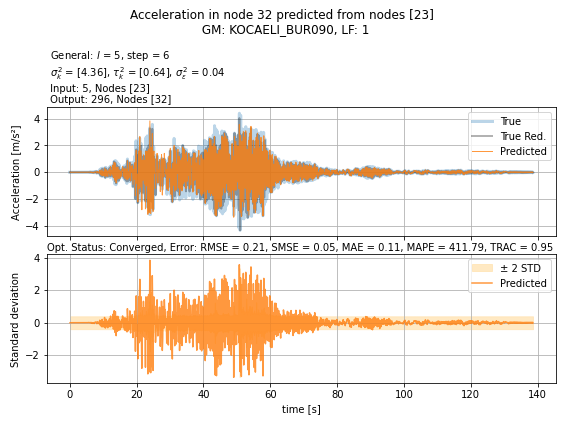 Acceleration in node 32 predicted from nodes [23]
GM: KOCAELI_BUR090, LF: 1
General: l = 5, step = 6
σ²ₖ = [4.36], τ²ₖ = [0.64], σ²ε = 0.04
Input: 5, Nodes [23]
Output: 296, Nodes [32]
True
True Red.
Predicted
4
2
0
−2
−4
Acceleration [m/s²]
Opt. Status: Converged, Error: RMSE = 0.21, SMSE = 0.05, MAE = 0.11, MAPE = 411.79, TRAC = 0.95
± 2 STD
Predicted
4
2
0
−2
Standard deviation
0 20 40 60 80 100 120 140
time [s]